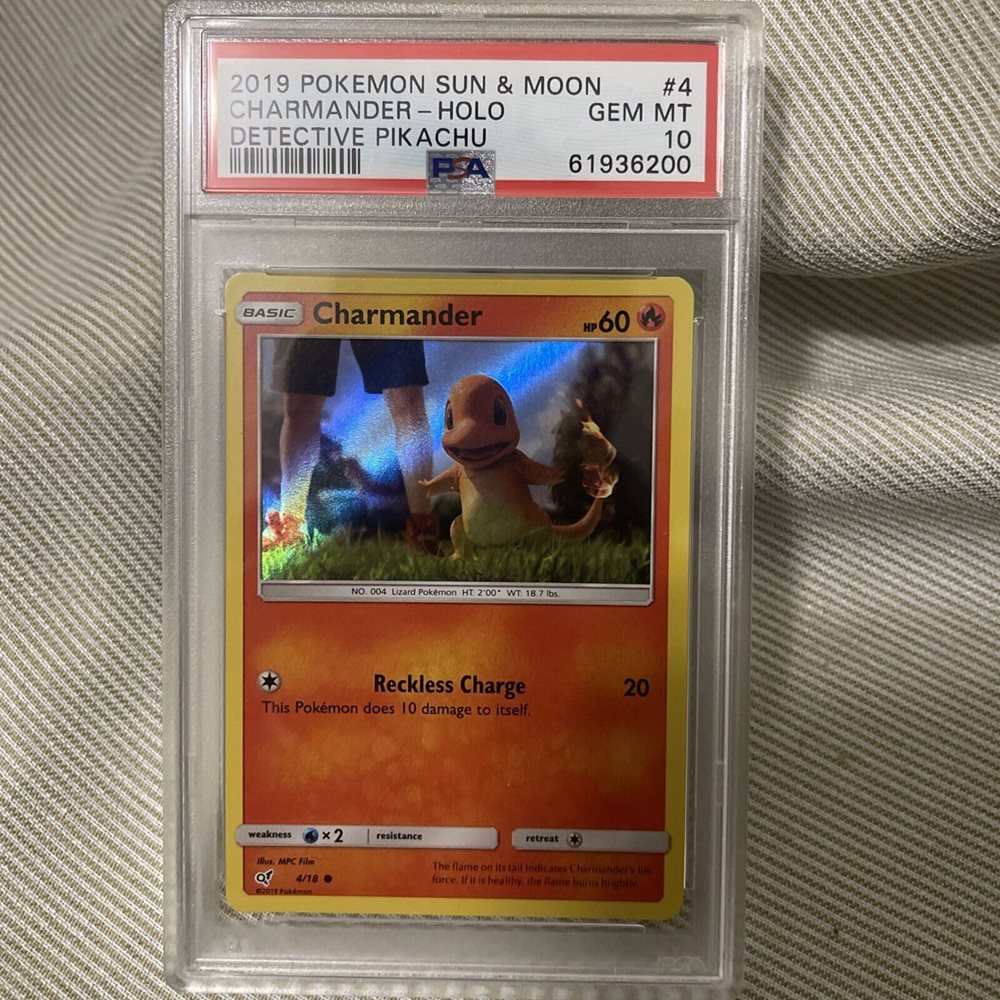 2019 POKEMON SUN & MOON #4
CHARMANDER-HOLO GEM MT
DETECTIVE PIKACHU 10
PSA 61936200
BASIC Charmander HP 60
NO. 004 Lizard Pokémon HT: 2'00" WT: 18.7 lbs.
Reckless Charge 20
This Pokémon does 10 damage to itself.
weakness ×2 resistance retreat
Illus. MPC Film
4/18
©2019 Pokémon
The flame on its tail indicates Charmander's life
force. If it is healthy, the flame burns brightly.